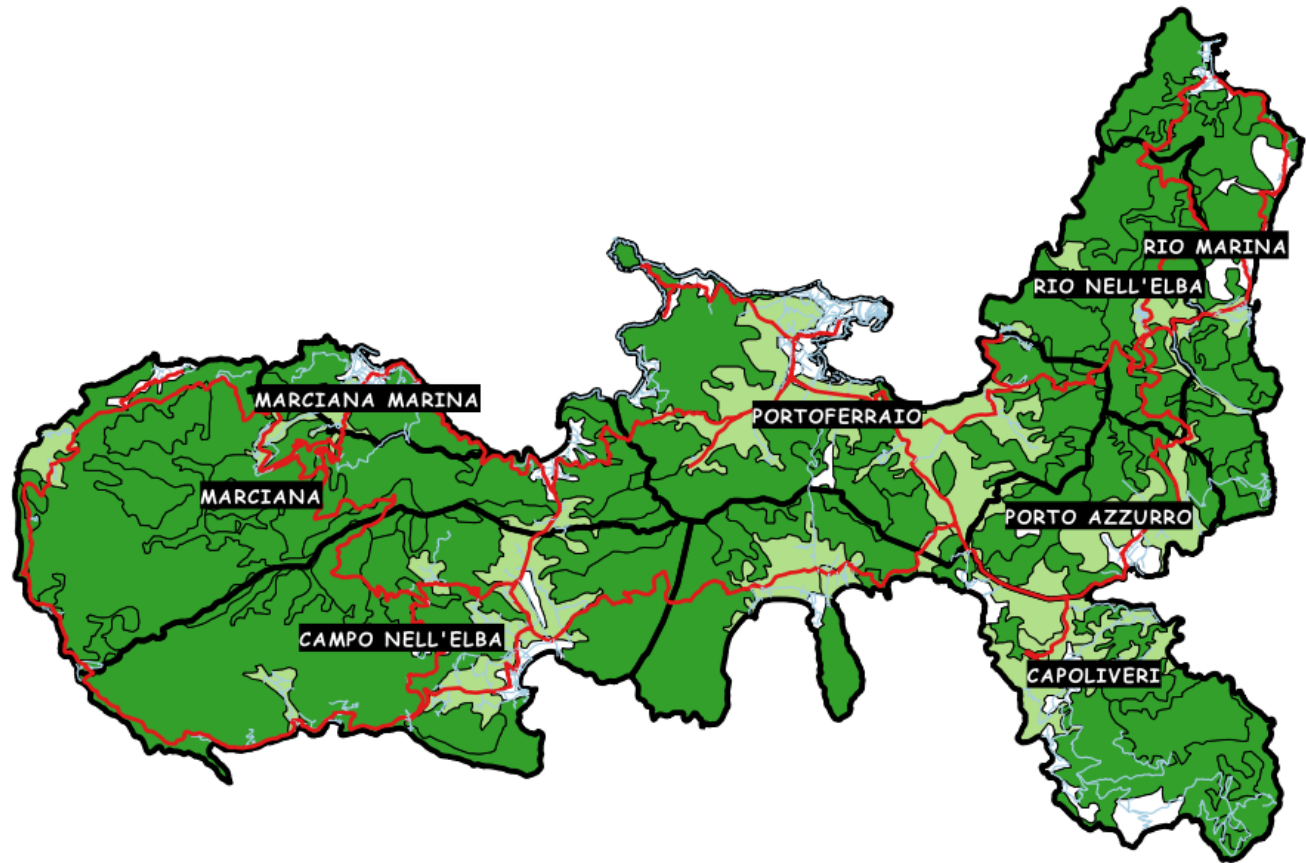 RIO MARINA
RIO NELL'ELBA
MARCIANA MARINA
PORTOFERRAIO
MARCIANA
PORTO AZZURRO
CAMPO NELL'ELBA
CAPOLIVERI